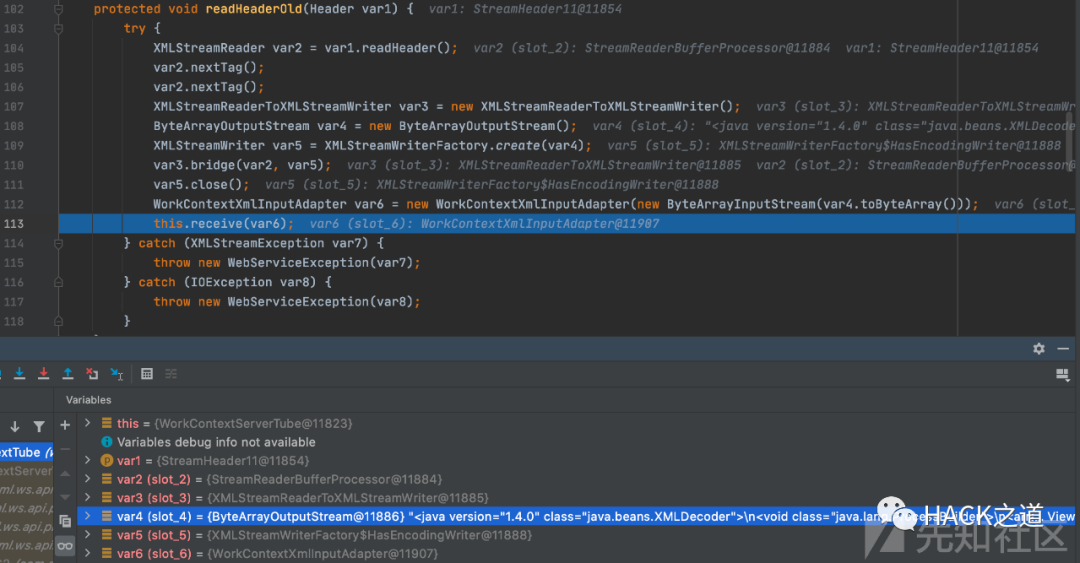 102 protected void readHeaderOld(Header var1) { var1: StreamHeader11@11854
103 try {
104 XMLStreamReader var2 = var1.readHeader(); var2 (slot_2): StreamReaderBufferProcessor@11884 var1: StreamHeader11@11854
105 var2.nextTag();
106 var2.nextTag();
107 XMLStreamReaderToXMLStreamWriter var3 = new XMLStreamReaderToXMLStreamWriter(); var3 (slot_3): XMLStreamReaderToXMLStreamWr
108 ByteArrayOutputStream var4 = new ByteArrayOutputStream(); var4 (slot_4): "<java version="1.4.0" class="java.beans.XMLDecode
109 XMLStreamWriter var5 = XMLStreamWriterFactory.create(var4); var5 (slot_5): XMLStreamWriterFactory$HasEncodingWriter@11888
110 var3.bridge(var2, var5); var3 (slot_3): XMLStreamReaderToXMLStreamWriter@11885 var2 (slot_2): StreamReaderBufferProcessor@
111 var5.close(); var5 (slot_5): XMLStreamWriterFactory$HasEncodingWriter@11888
112 WorkContextXmlInputAdapter var6 = new WorkContextXmlInputAdapter(new ByteArrayInputStream(var4.toByteArray())); var6 (slot_
113 this.receive(var6); var6 (slot_6): WorkContextXmlInputAdapter@11907
114 } catch (XMLStreamException var7) {
115 throw new WebServiceException(var7);
116 } catch (IOException var8) {
117 throw new WebServiceException(var8);
118 }
Variables
this = {WorkContextServerTube@11823}
Variables debug info not available
var1 = {StreamHeader11@11854}
extTube (w
var2 (slot_2) = {StreamReaderBufferProcessor@11884}
extServer
var3 (slot_3) = {XMLStreamReaderToXMLStreamWriter@11885}
ml.ws.api
var4 (slot_4) = {ByteArrayOutputStream@11886} "<java version="1.4.0" class="java.beans.XMLDecoder">\n<void class="java.lang View
ml.ws.api
var5 (slot_5) = {XMLStreamWriterFactory$HasEncodingWriter@11888}
ml.ws.api
var6 (slot_6) = {WorkContextXmlInputAdapter@11907}
HACK之道
先知社区